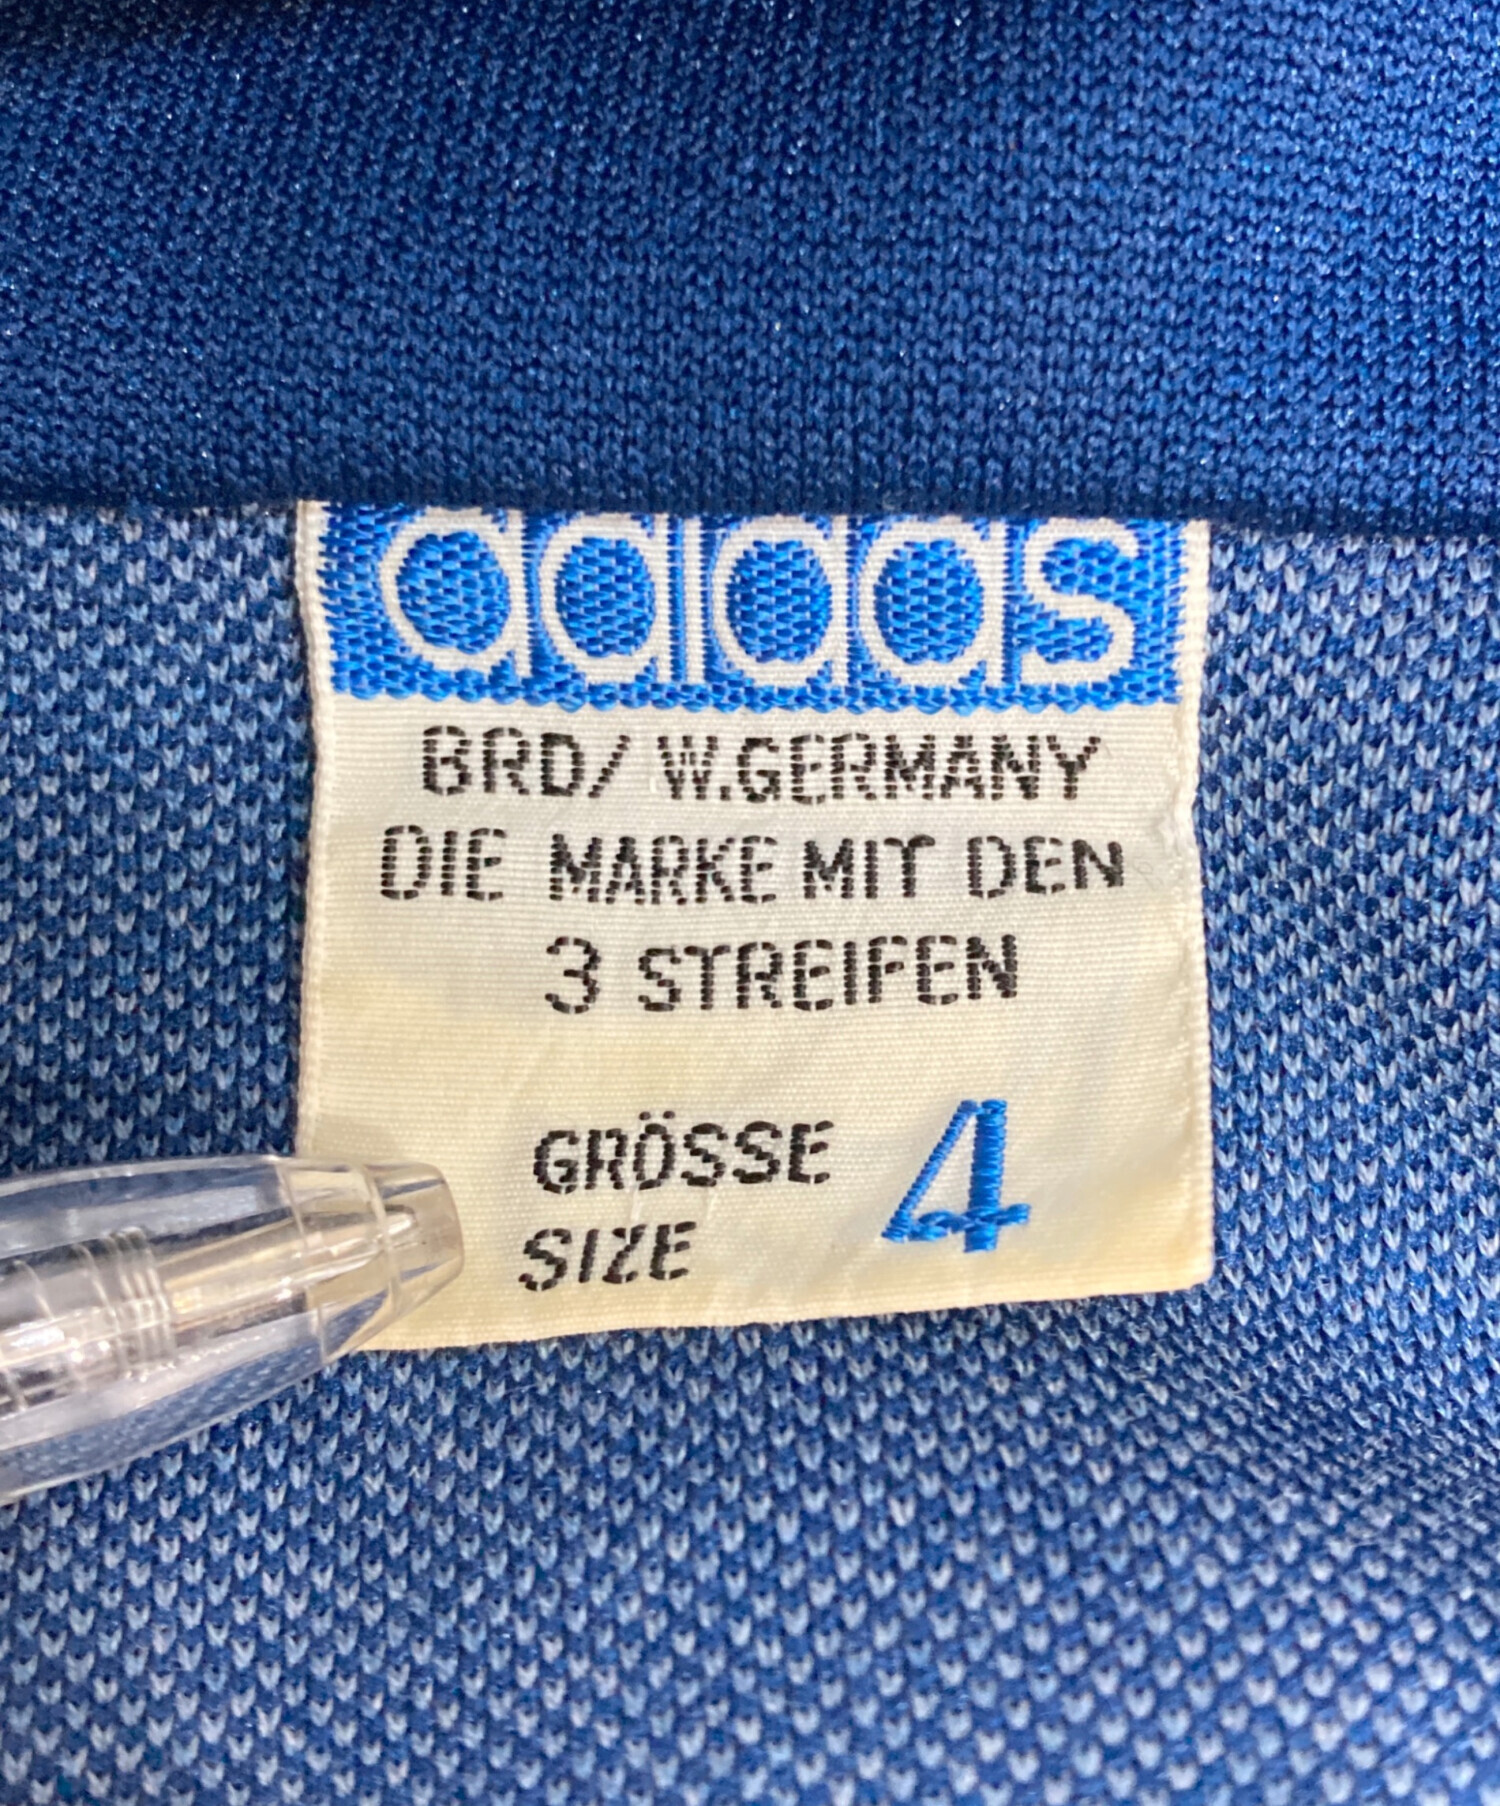 adidas
BRD/ W.GERMANY
DIE MARKE MIT DEN
3 STREIFEN
GRÖSSE 4
SIZE